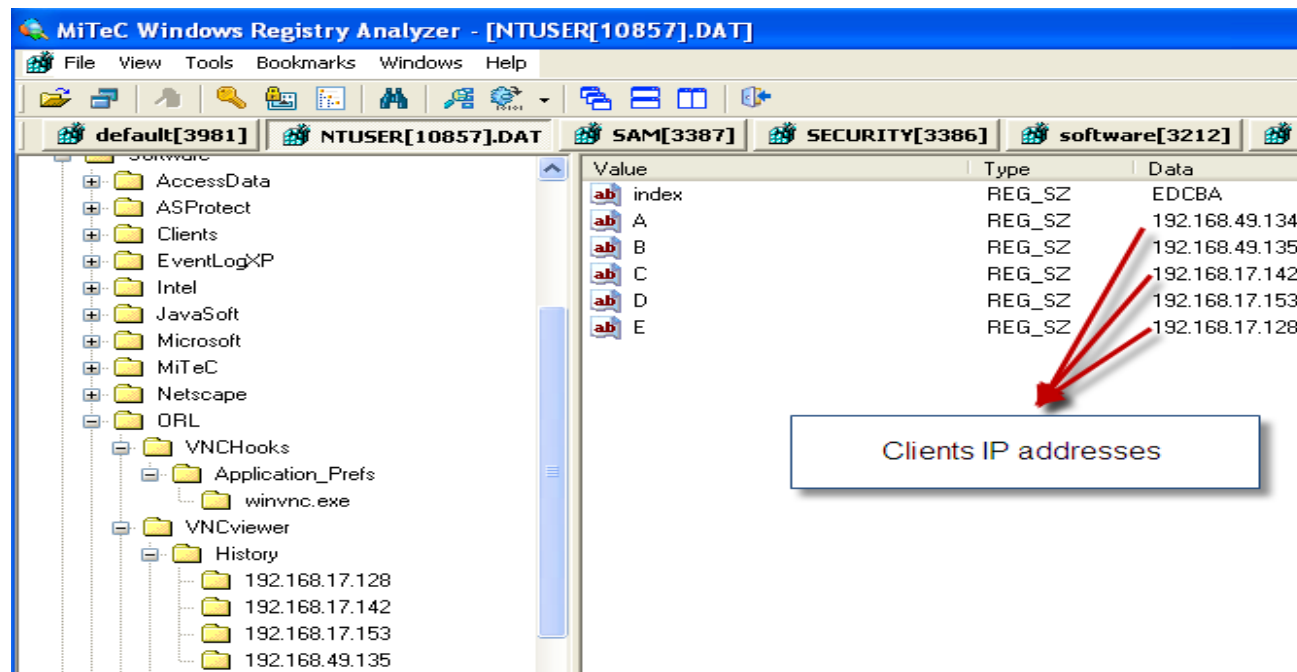 MiTeC Windows Registry Analyzer - [NTUSER[10857].DAT]
File View Tools Bookmarks Windows Help
default[3981] NTUSER[10857].DAT SAM[3387] SECURITY[3386] software[3212]
Software
AccessData
ASProtect
Clients
EventLogXP
Intel
JavaSoft
Microsoft
MiTeC
Netscape
ORL
VNCHooks
Application_Prefs
winvnc.exe
VNCviewer
History
192.168.17.128
192.168.17.142
192.168.17.153
192.168.49.135
Value Type Data
index REG_SZ EDCBA
A REG_SZ 192.168.49.134
B REG_SZ 192.168.49.135
C REG_SZ 192.168.17.142
D REG_SZ 192.168.17.153
E REG_SZ 192.168.17.128
Clients IP addresses